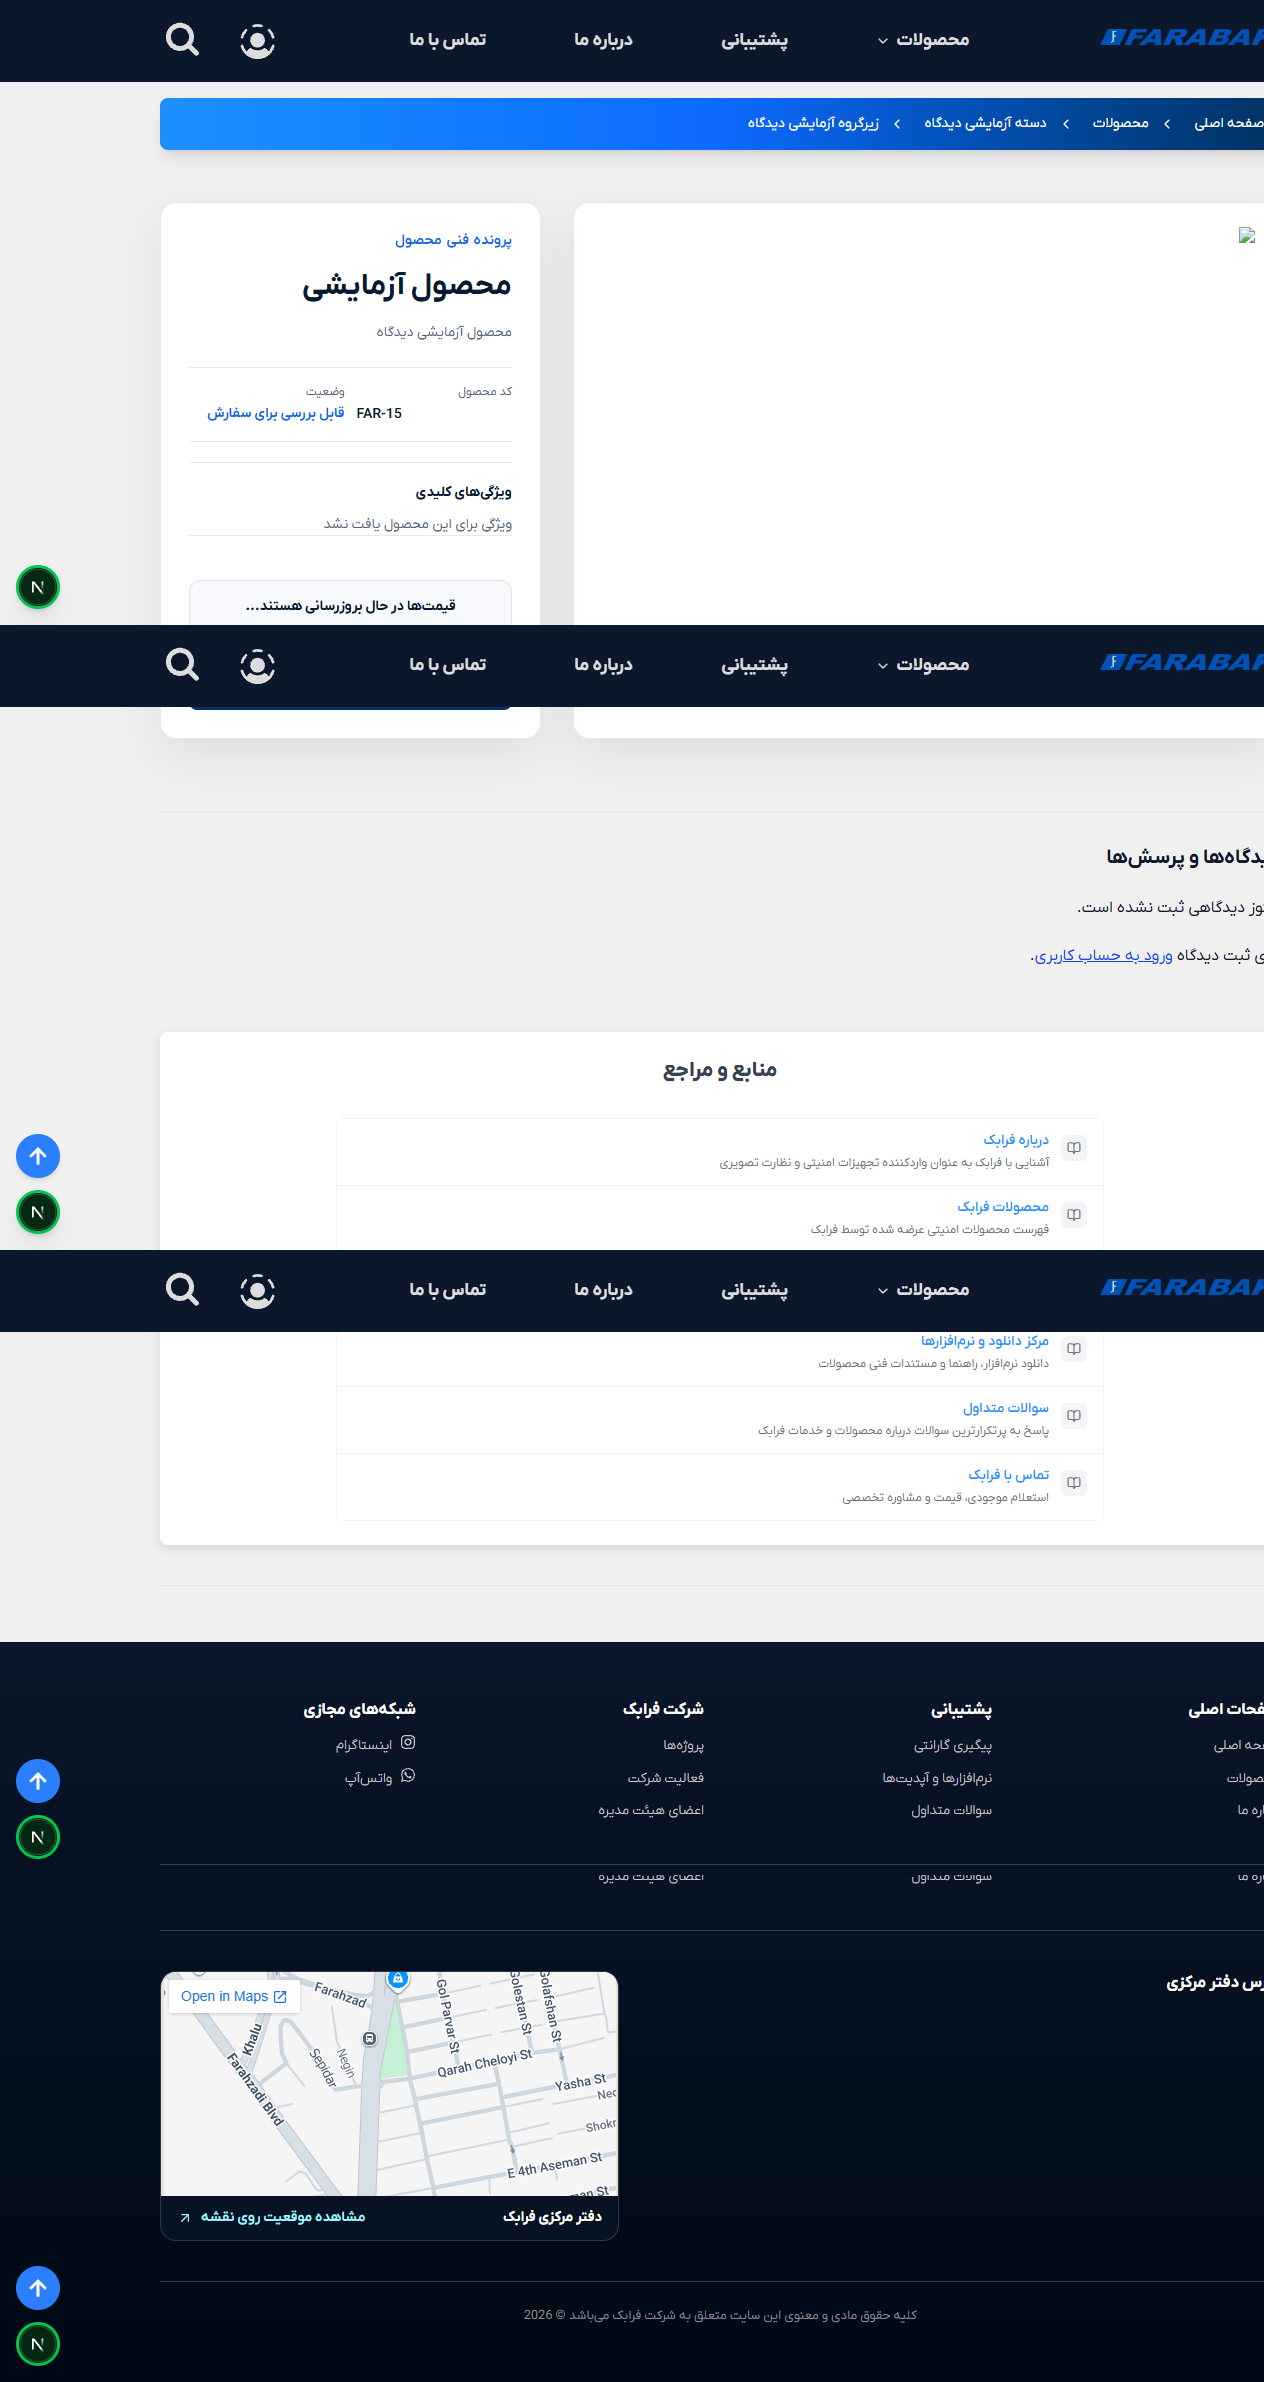 محصولات
پشتیبانی
درباره ما
تماس با ما
صفحه اصلی
محصولات
دسته آزمایشی دیدگاه
زیرگروه آزمایشی دیدگاه
پرونده فنی محصول
محصول آزمایشی
محصول آزمایشی دیدگاه
کد محصول
FAR-15
وضعیت
قابل بررسی برای سفارش
ویژگی‌های کلیدی
ویژگی برای این محصول یافت نشد
قیمت‌ها در حال بروزرسانی هستند...
N
محصولات
پشتیبانی
درباره ما
تماس با ما
و پرسش‌ها
دیدگاهی ثبت نشده است.
ثبت دیدگاه ورود به حساب کاربری.
منابع و مراجع
درباره فرابک
آشنایی با فرابک به عنوان واردکننده تجهیزات امنیتی و نظارت تصویری
محصولات فرابک
فهرست محصولات امنیتی عرضه شده توسط فرابک
N
محصولات
پشتیبانی
درباره ما
تماس با ما
مرکز دانلود و نرم‌افزارها
دانلود نرم‌افزار، راهنما و مستندات فنی محصولات
سوالات متداول
پاسخ به پرتکرارترین سوالات درباره محصولات و خدمات فرابک
تماس با فرابک
استعلام موجودی، قیمت و مشاوره تخصصی
اصلی
اصلی
ما
پشتیبانی
پیگیری گارانتی
نرم‌افزارها و آپدیت‌ها
سوالات متداول
شرکت فرابک
پروژه‌ها
فعالیت شرکت
اعضای هیئت مدیره
شبکه‌های مجازی
اینستاگرام
واتس‌آپ
N
سوالات متداول
اعضای هیئت مدیره
دفتر مرکزی
Open in Maps
Farahzad
Gol Parvar St
Golestan St
Golafshan St
Khalu
Sepidar
Negin
Farahzadi Blvd
Qarah Cheloyi St
Yasha St
E 4th Aseman St
دفتر مرکزی فرابک
مشاهده موقعیت روی نقشه
کلیه حقوق مادی و معنوی این سایت متعلق به شرکت فرابک می‌باشد © 2026
N